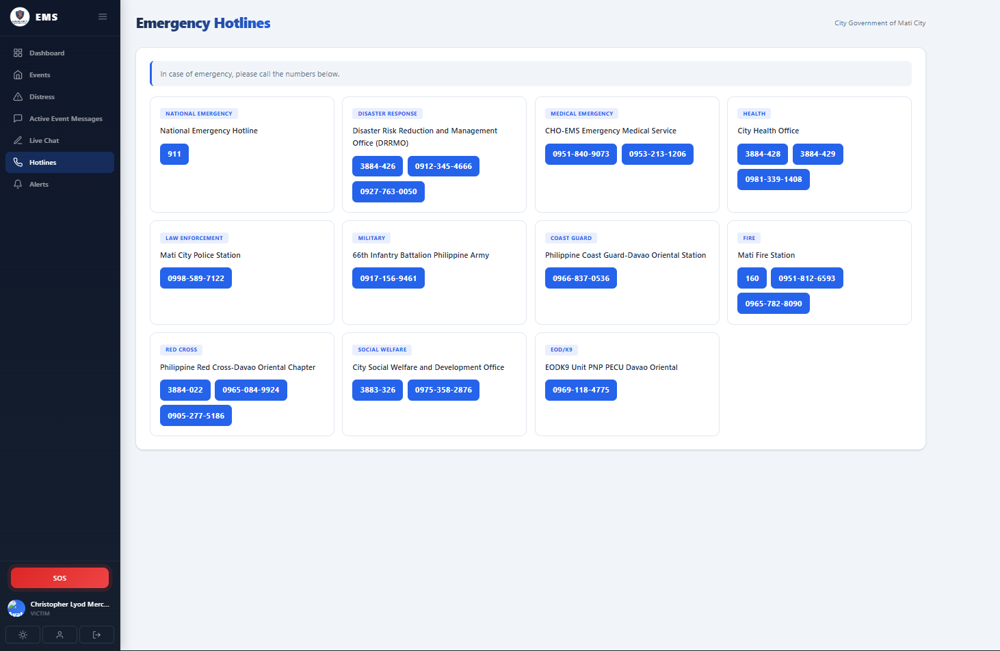 EMS
Dashboard
Events
Distress
Active Event Messages
Live Chat
Hotlines
Alerts
SOS
Christopher Lyod Merc...
VICTIM
Emergency Hotlines
City Government of Mati City
In case of emergency, please call the numbers below.
NATIONAL EMERGENCY
National Emergency Hotline
911
DISASTER RESPONSE
Disaster Risk Reduction and Management
Office (DRRMO)
3884-426 0912-345-4666
0927-763-0050
MEDICAL EMERGENCY
CHO-EMS Emergency Medical Service
0951-840-9073 0953-213-1206
HEALTH
City Health Office
3884-428 3884-429
0981-339-1408
LAW ENFORCEMENT
Mati City Police Station
0998-589-7122
MILITARY
66th Infantry Battalion Philippine Army
0917-156-9461
COAST GUARD
Philippine Coast Guard-Davao Oriental Station
0966-837-0536
FIRE
Mati Fire Station
160 0951-812-6593
0965-782-8090
RED CROSS
Philippine Red Cross-Davao Oriental Chapter
3884-022 0965-084-9924
0905-277-5186
SOCIAL WELFARE
City Social Welfare and Development Office
3883-326 0975-358-2876
EOD/K9
EODK9 Unit PNP PECU Davao Oriental
0969-118-4775